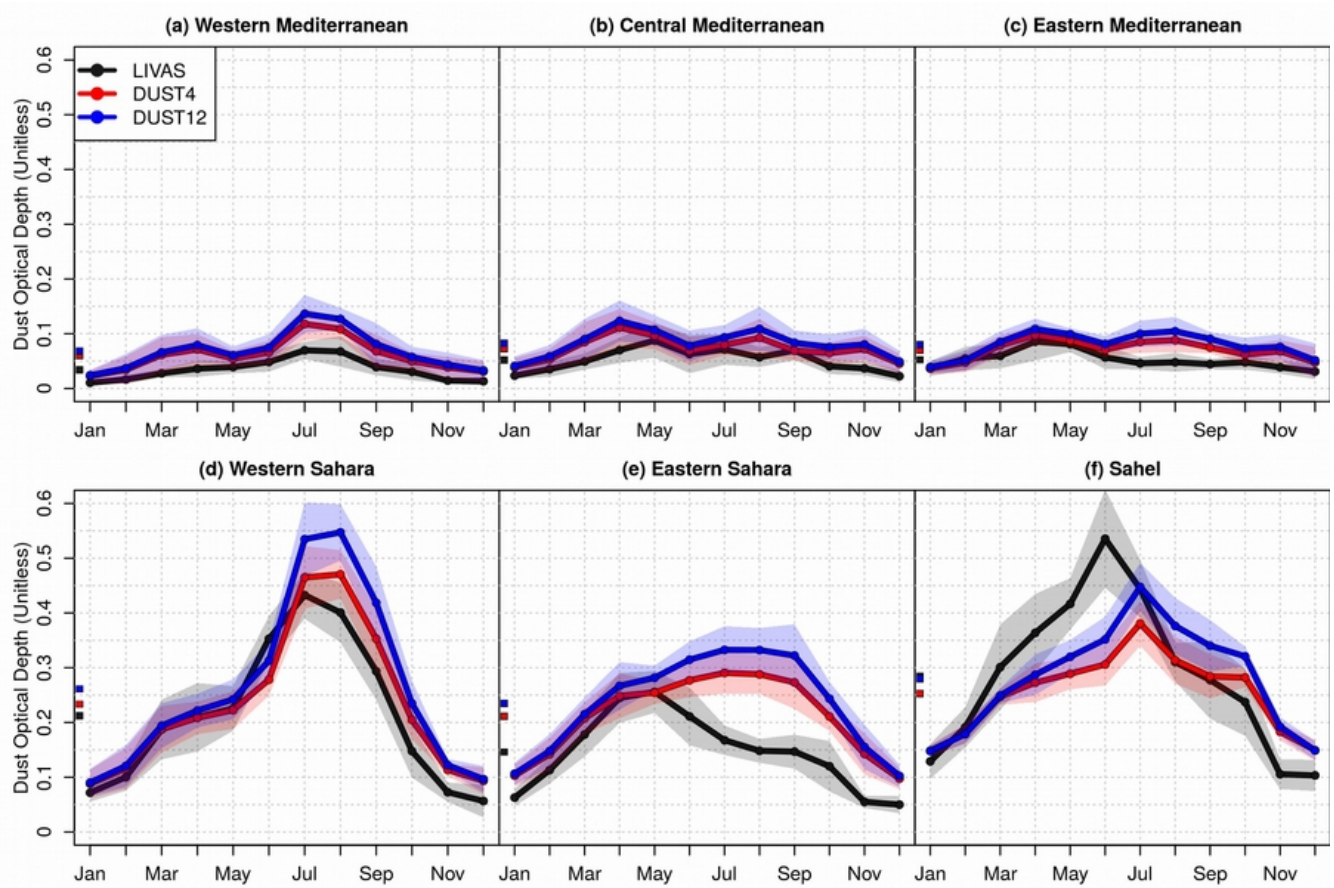 (a) Western Mediterranean
(b) Central Mediterranean
(c) Eastern Mediterranean
Dust Optical Depth (Unitless)
0.6
0.5
0.4
0.3
0.2
0.1
0
LIVAS
DUST4
DUST12
Jan Mar May Jul Sep Nov
Jan Mar May Jul Sep Nov
Jan Mar May Jul Sep Nov
(d) Western Sahara
(e) Eastern Sahara
(f) Sahel
Dust Optical Depth (Unitless)
0.6
0.5
0.4
0.3
0.2
0.1
0
Jan Mar May Jul Sep Nov
Jan Mar May Jul Sep Nov
Jan Mar May Jul Sep Nov